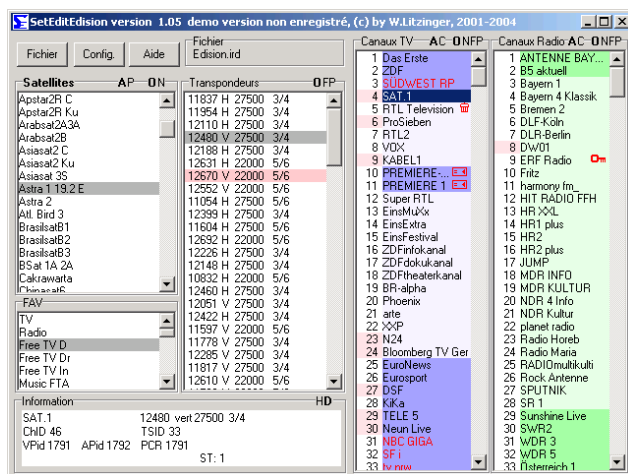 SetEditEdision version 1.05 demo version non enregistré, (c) by W.Litzinger, 2001-2004
Fichier
Config.
Aide
Fichier
Edision.ird
Satellites AP ON
Apstar2R C
Apstar2R Ku
Arabsat2A3A
Arabsat2B
Asiasat2 C
Asiasat2 Ku
Asiasat 3S
Astra 1 19.2 E
Astra 2
Atl. Bird 3
BrasilsatB1
BrasilsatB2
BrasilsatB3
BSat 1A 2A
Cakrawarta
Chinasat6
FAV
TV
Radio
Free TV D
Free TV Dr
Free TV In
Music FTA
Transpondeurs OFP
11837 H 27500 3/4
11954 H 27500 3/4
12110 H 27500 3/4
12480 V 27500 3/4
12188 H 27500 3/4
12631 H 22000 5/6
12670 V 22000 5/6
12552 V 22000 5/6
11054 H 27500 5/6
12399 H 27500 3/4
11604 H 27500 5/6
12692 H 22000 5/6
12226 H 27500 3/4
12148 H 27500 3/4
10832 H 22000 5/6
12460 H 27500 3/4
12051 V 27500 3/4
12422 H 27500 3/4
11597 V 22000 5/6
11778 V 27500 3/4
12285 V 27500 3/4
11817 V 27500 3/4
12610 V 22000 5/6
Information HD
SAT.1 12480 vert 27500 3/4
ChID 46 TSID 33
VPid 1791 APid 1792 PCR 1791
ST: 1
Canaux TV AC ONFP
1 Das Erste
2 ZDF
3 SÜDWEST RP
4 SAT.1
5 RTL Television
6 ProSieben
7 RTL2
8 VOX
9 KABEL1
10 PREMIERE-...
11 PREMIERE 1
12 Super RTL
13 EinsMuXx
14 EinsExtra
15 EinsFestival
16 ZDFinfokanal
17 ZDFdokukanal
18 ZDFtheaterkanal
19 BR-alpha
20 Phoenix
21 arte
22 XXP
23 N24
24 Bloomberg TV Ger
25 EuroNews
26 Eurosport
27 DSF
28 KiKa
29 TELE 5
30 Neun Live
31 NBC GIGA
32 SF i
33 tv nrw
Canaux Radio AC ONFP
1 ANTENNE BAY...
2 B5 aktuell
3 Bayern 1
4 Bayern 4 Klassik
5 Bremen 2
6 DLF-Köln
7 DLR-Berlin
8 DW01
9 ERF Radio
10 Fritz
11 harmony fm_
12 HIT RADIO FFH
13 HR XXL
14 HR1 plus
15 HR2
16 HR2 plus
17 JUMP
18 MDR INFO
19 MDR KULTUR
20 NDR 4 Info
21 NDR Kultur
22 planet radio
23 Radio Horeb
24 Radio Maria
25 RADIOmultikulti
26 Rock Antenne
27 SPUTNIK
28 SR 1
29 Sunshine Live
30 SWR2
31 WDR 3
32 WDR 5
33 Österreich 1